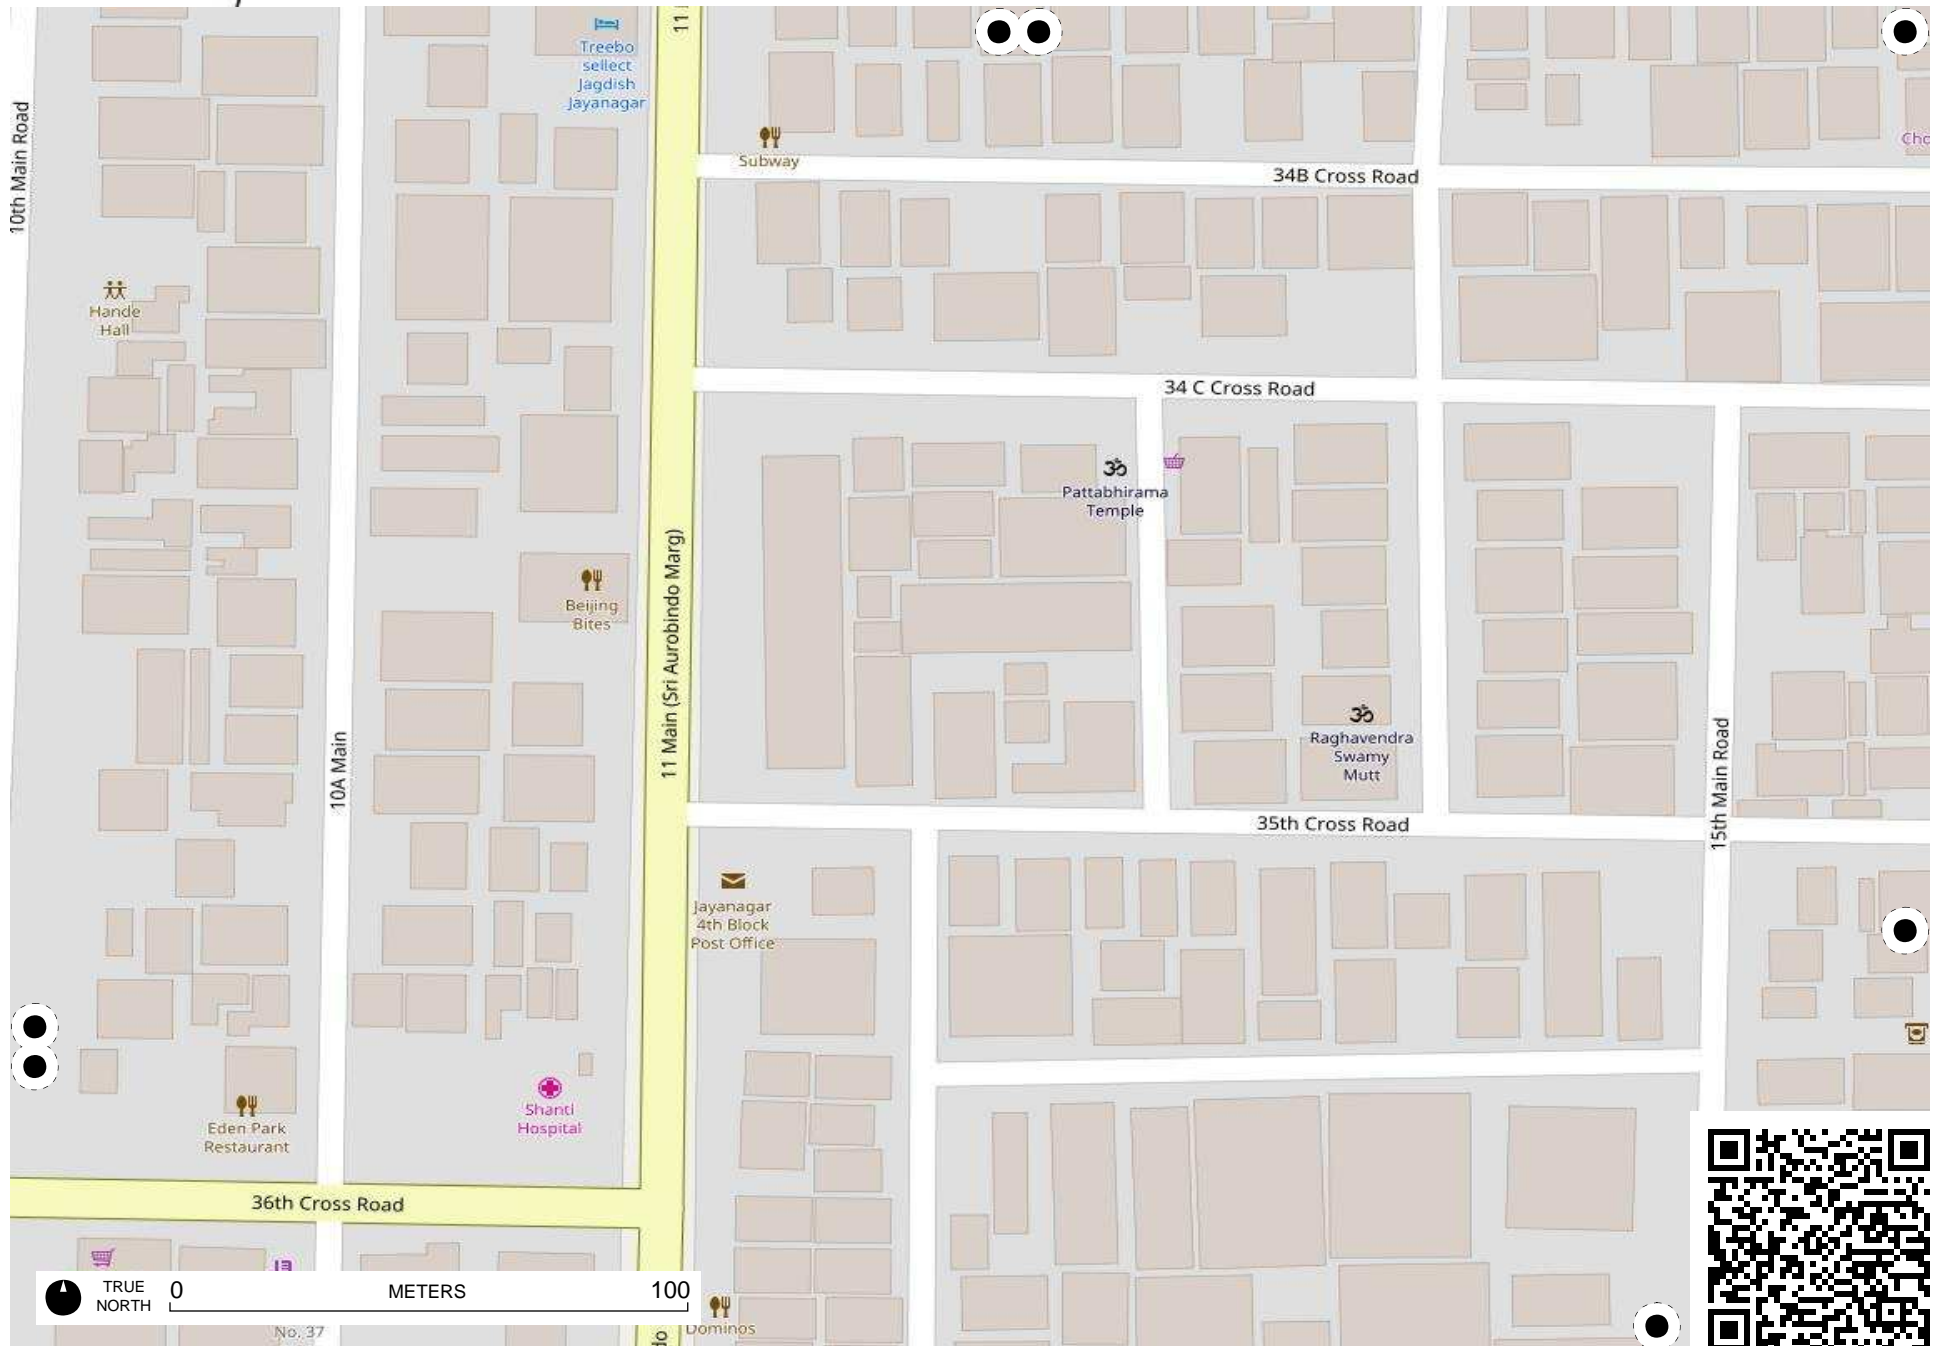 11
Treebo
sellect
Jagdish
Jayanagar
10th Main Road
Subway
34B Cross Road
Hande
Hall
34 C Cross Road
ॐ
Pattabhirama
Temple
11 Main (Sri Aurobindo Marg)
Beijing
Bites
ॐ
Raghavendra
Swamy
Mutt
10A Main
15th Main Road
35th Cross Road
Jayanagar
4th Block
Post Office
Shanti
Hospital
Eden Park
Restaurant
36th Cross Road
TRUE
NORTH
0 METERS 100
Dominos
No. 37